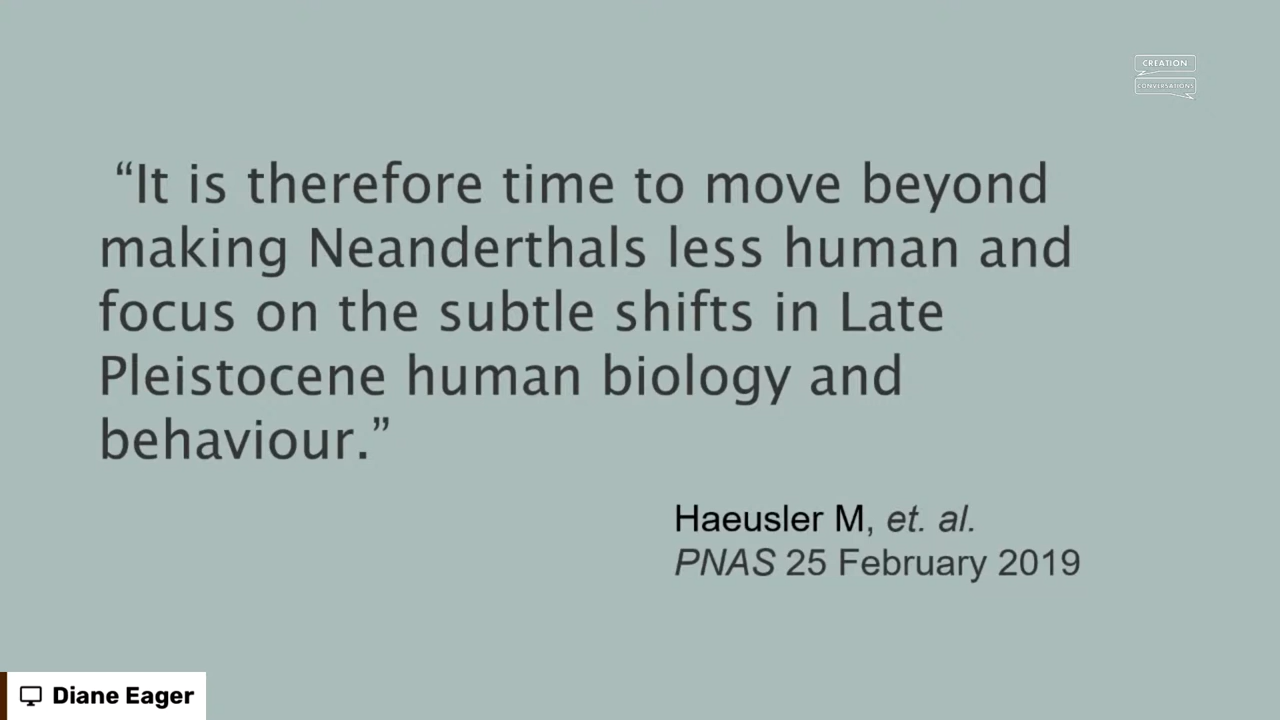 CREATION
CONVERSATIONS
“It is therefore time to move beyond
making Neanderthals less human and
focus on the subtle shifts in Late
Pleistocene human biology and
behaviour.”
Haeusler M, et. al.
PNAS 25 February 2019
Diane Eager